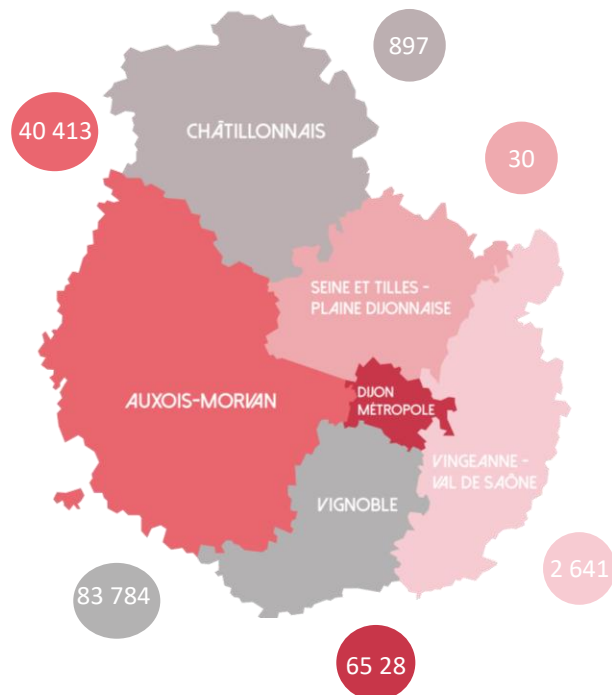 897
40 413
CHÂTILLONNAIS
30
SEINE ET TILLES -
PLAINE DIJONNAISE
AUXOIS-MORVAN
DIJON
MÉTROPOLE
VINGEANNE -
VAL DE SAÔNE
VIGNOBLE
2 641
83 784
65 28